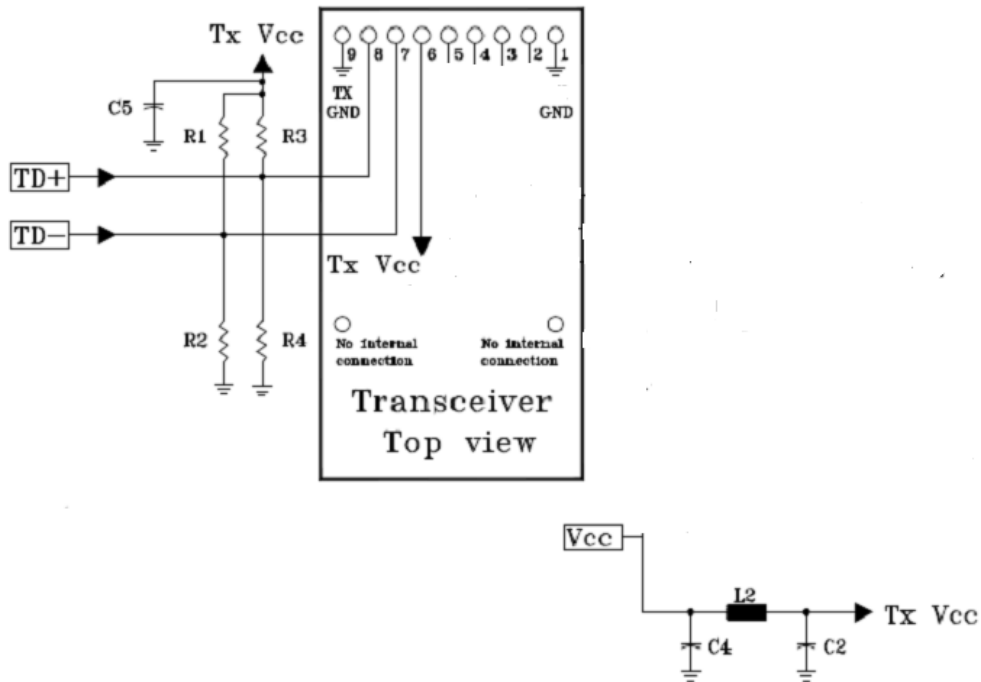 Tx Vcc
9 8 7 6 5 4 3 2 1
TX
GND
GND
C5
R1
R3
TD+
TD−
Tx Vcc
R2
R4
No internal
connection
No internal
connection
Transceiver
Top view
Vcc
L2
Tx Vcc
C4
C2